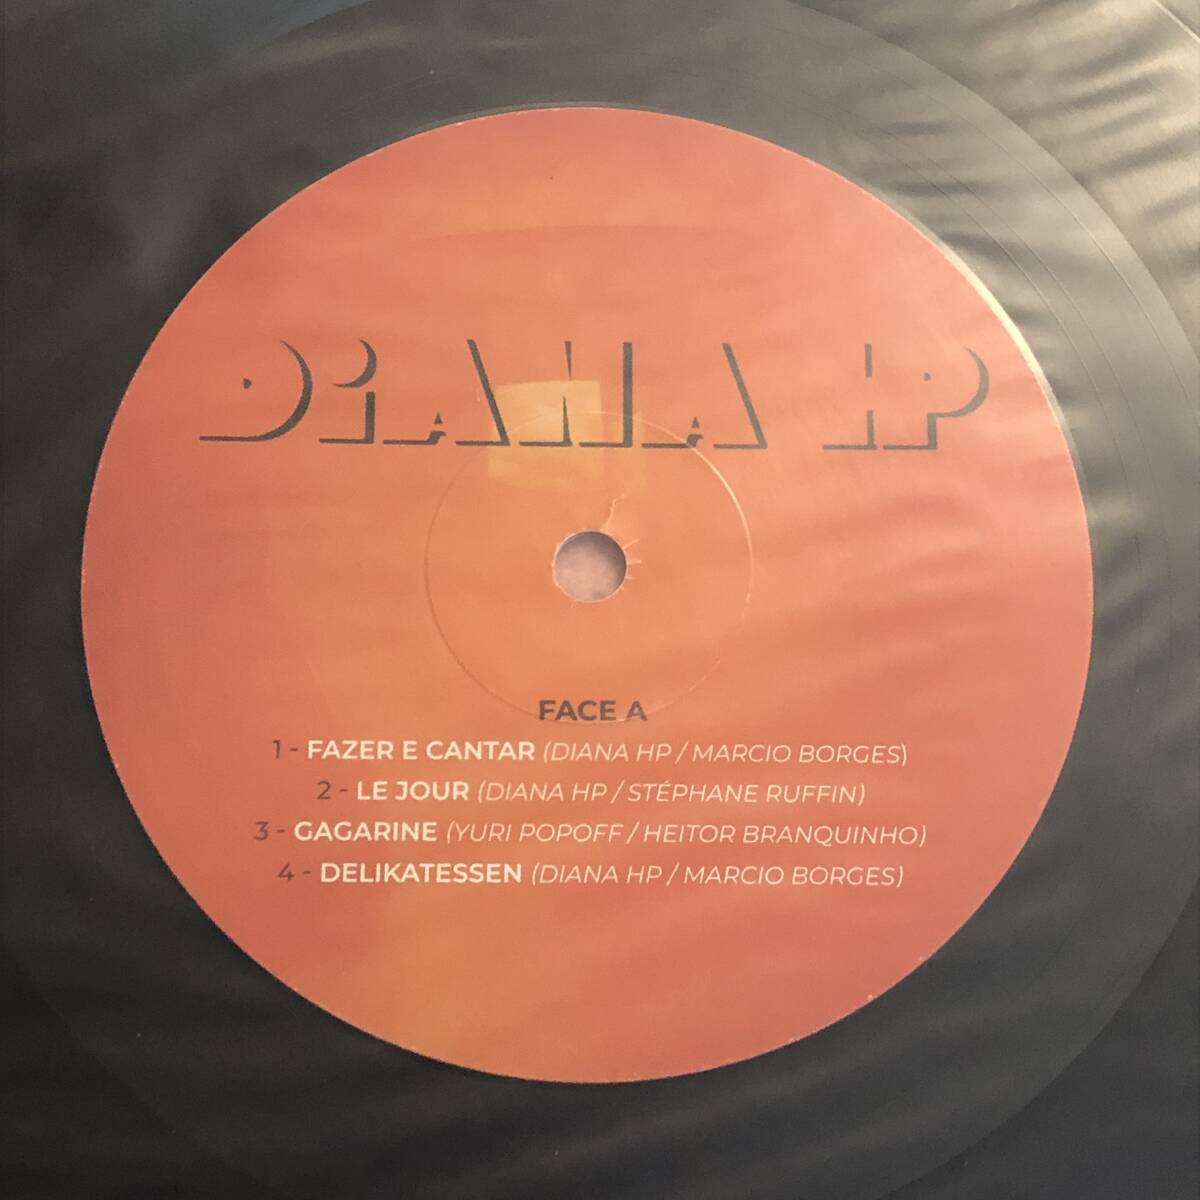 DiANA HP
FACE A
1 - FAZER E CANTAR (DIANA HP / MARCIO BORGES)
2 - LE JOUR (DIANA HP / STÉPHANE RUFFIN)
3 - GAGARINE (YURI POPOFF / HEITOR BRANQUINHO)
4 - DELIKATESSEN (DIANA HP / MARCIO BORGES)